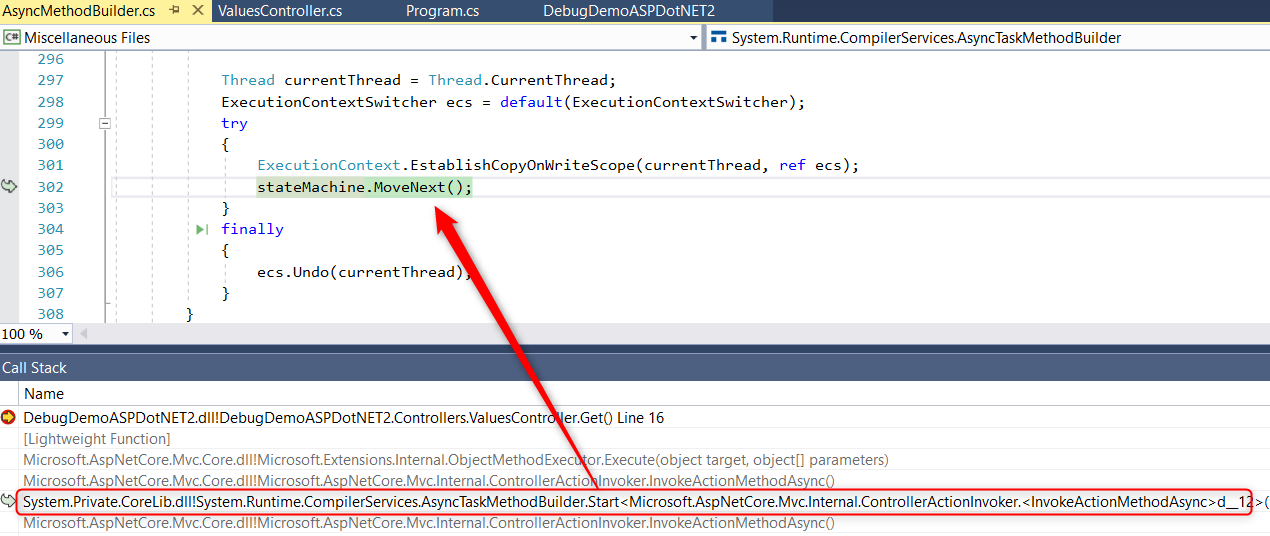 AsyncMethodBuilder.cs ValuesController.cs Program.cs DebugDemoASPDotNET2
C# Miscellaneous Files System.Runtime.CompilerServices.AsyncTaskMethodBuilder
296
297 Thread currentThread = Thread.CurrentThread;
298 ExecutionContextSwitcher ecs = default(ExecutionContextSwitcher);
299 try
300 {
301 ExecutionContext.EstablishCopyOnWriteScope(currentThread, ref ecs);
302 stateMachine.MoveNext();
303 }
304 finally
305 {
306 ecs.Undo(currentThread);
307 }
308 }
100 %
Call Stack
Name
DebugDemoASPDotNET2.dll!DebugDemoASPDotNET2.Controllers.ValuesController.Get() Line 16
[Lightweight Function]
Microsoft.AspNetCore.Mvc.Core.dll!Microsoft.Extensions.Internal.ObjectMethodExecutor.Execute(object target, object[] parameters)
Microsoft.AspNetCore.Mvc.Core.dll!Microsoft.AspNetCore.Mvc.Internal.ControllerActionInvoker.InvokeActionMethodAsync()
System.Private.CoreLib.dll!System.Runtime.CompilerServices.AsyncTaskMethodBuilder.Start<Microsoft.AspNetCore.Mvc.Internal.ControllerActionInvoker.<InvokeActionMethodAsync>d__12>(
Microsoft.AspNetCore.Mvc.Core.dll!Microsoft.AspNetCore.Mvc.Internal.ControllerActionInvoker.InvokeActionMethodAsync()